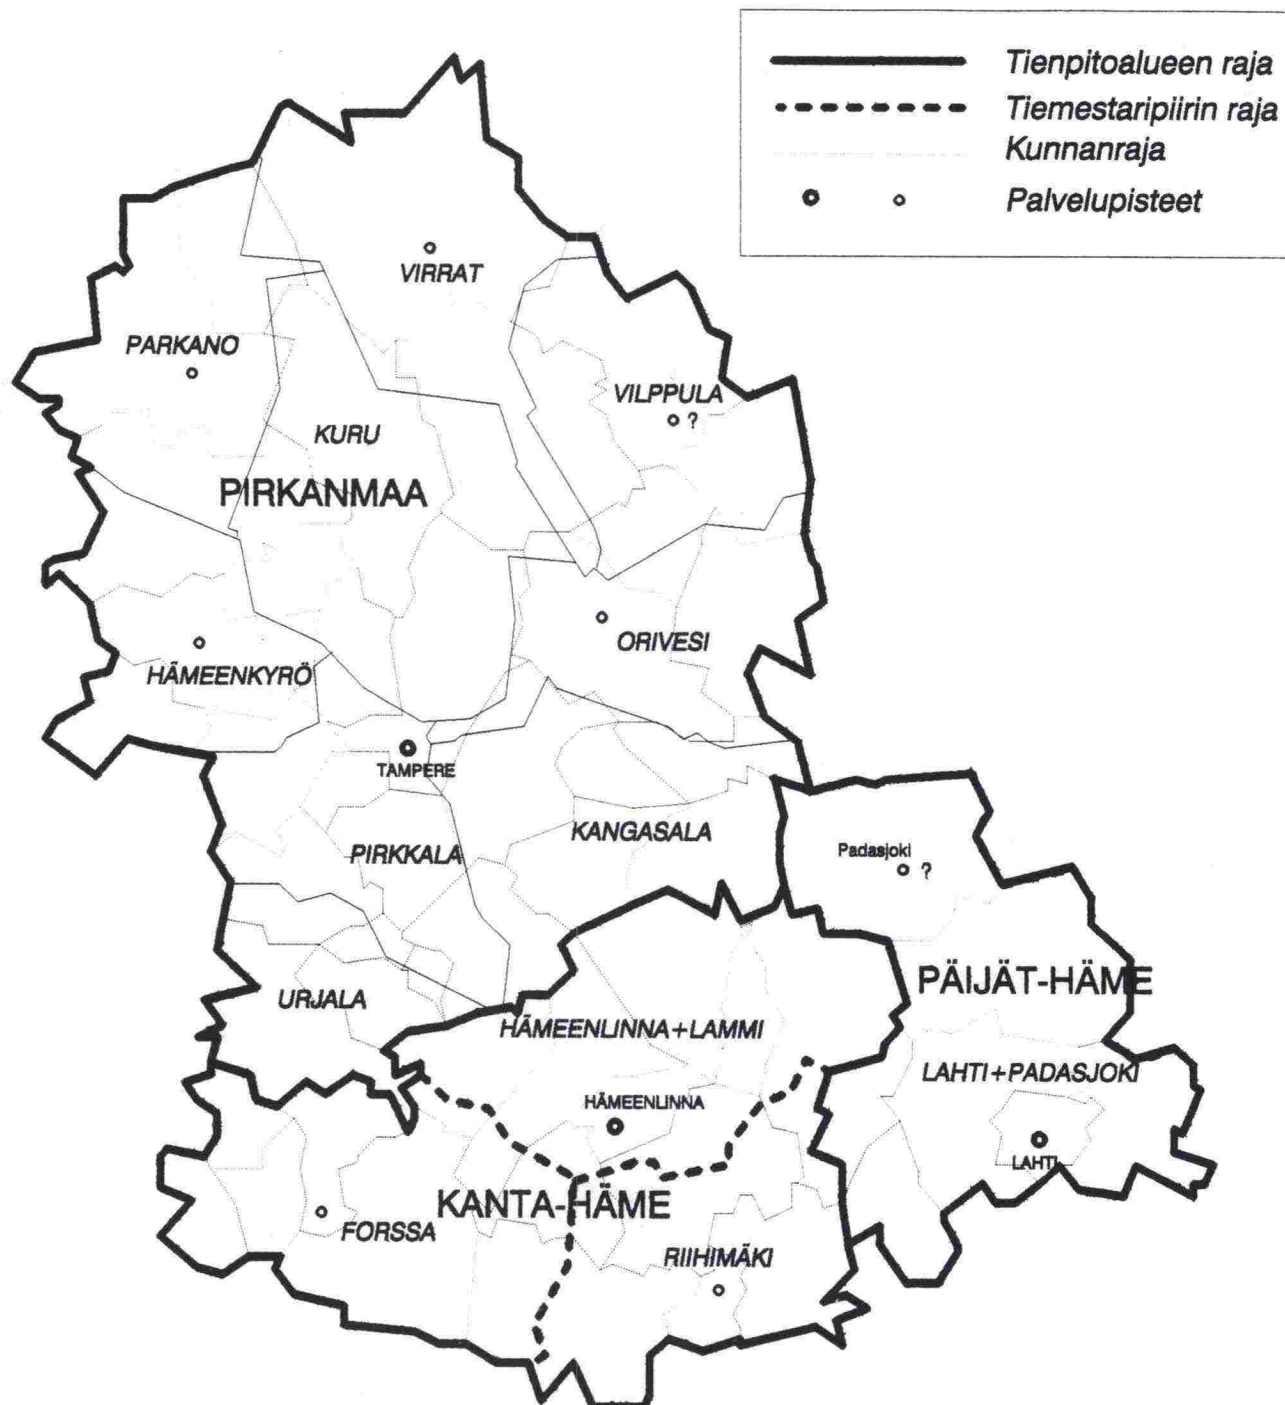 Tienpitoalueen raja
Tiemestaripiirin raja
Kunnanraja
Palvelupisteet
VIRRAT
PARKANO
VILPPULA
?
KURU
PIRKANMAA
ORIVESI
HÄMEENKYRÖ
TAMPERE
KANGASALA
PIRKKALA
Padasjoki
?
PÄIJÄT-HÄME
URJALA
HÄMEENLINNA+LAMMI
LAHTI+PADASJOKI
HÄMEENLINNA
LAHTI
KANTA-HÄME
FORSSA
RIIHIMÄKI